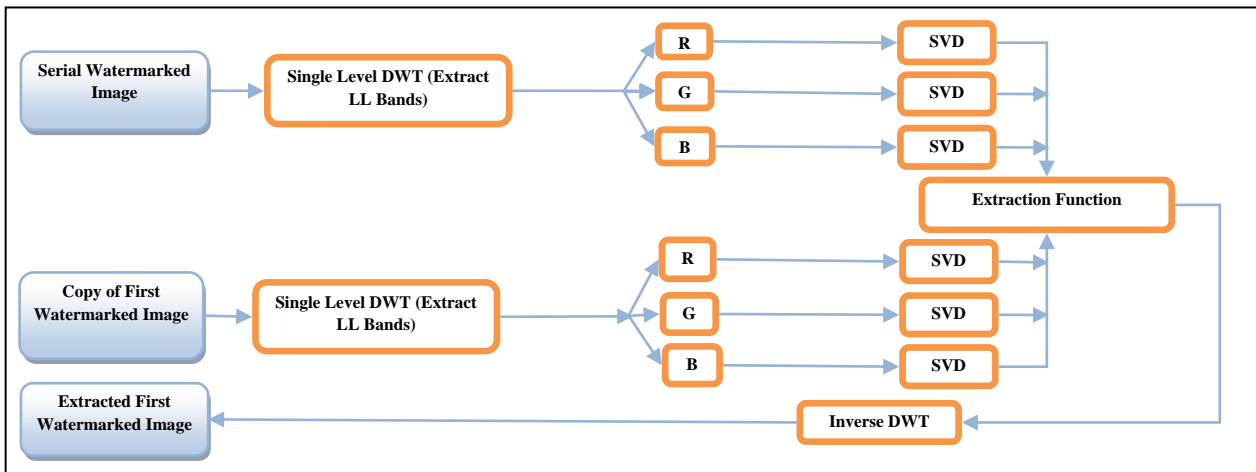 Serial Watermarked
Image
Single Level DWT (Extract
LL Bands)
R
SVD
G
SVD
B
SVD
Extraction Function
Copy of First
Watermarked Image
Single Level DWT (Extract
LL Bands)
R
SVD
G
SVD
B
SVD
Extracted First
Watermarked Image
Inverse DWT